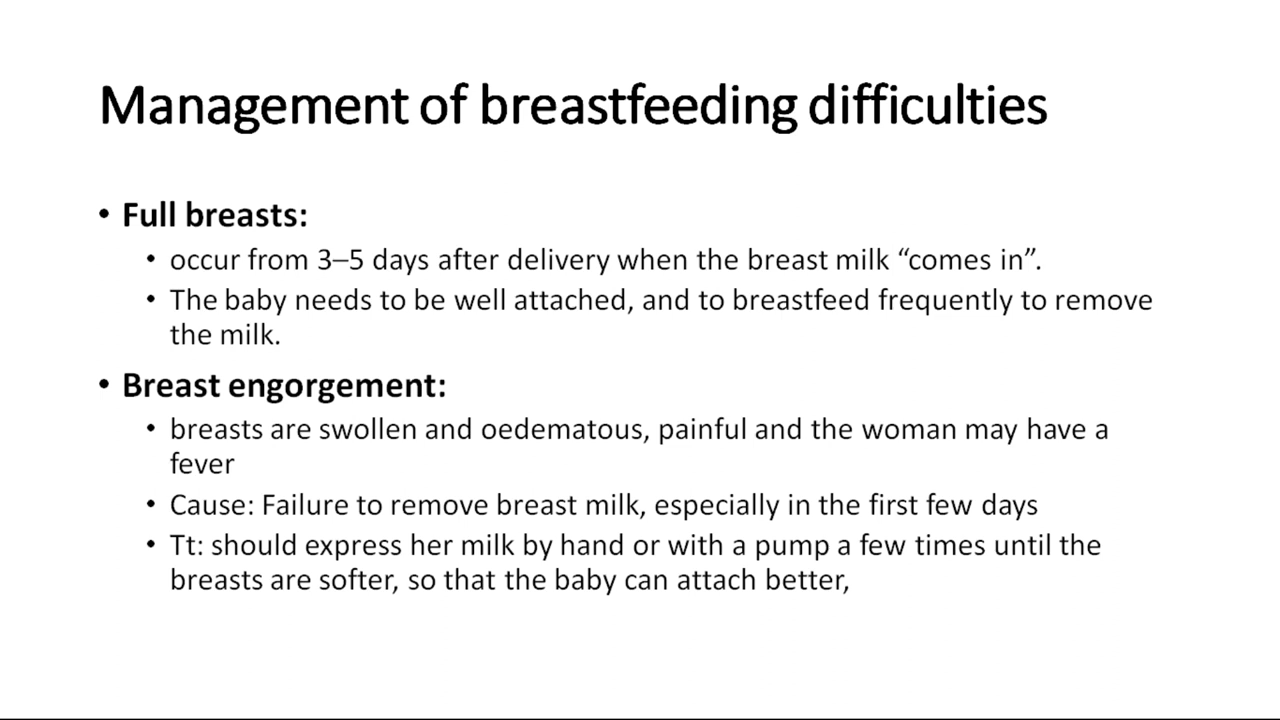 Management of breastfeeding difficulties
• Full breasts:
• occur from 3–5 days after delivery when the breast milk “comes in”.
• The baby needs to be well attached, and to breastfeed frequently to remove
the milk.
• Breast engorgement:
• breasts are swollen and oedematous, painful and the woman may have a
fever
• Cause: Failure to remove breast milk, especially in the first few days
• Tt: should express her milk by hand or with a pump a few times until the
breasts are softer, so that the baby can attach better,